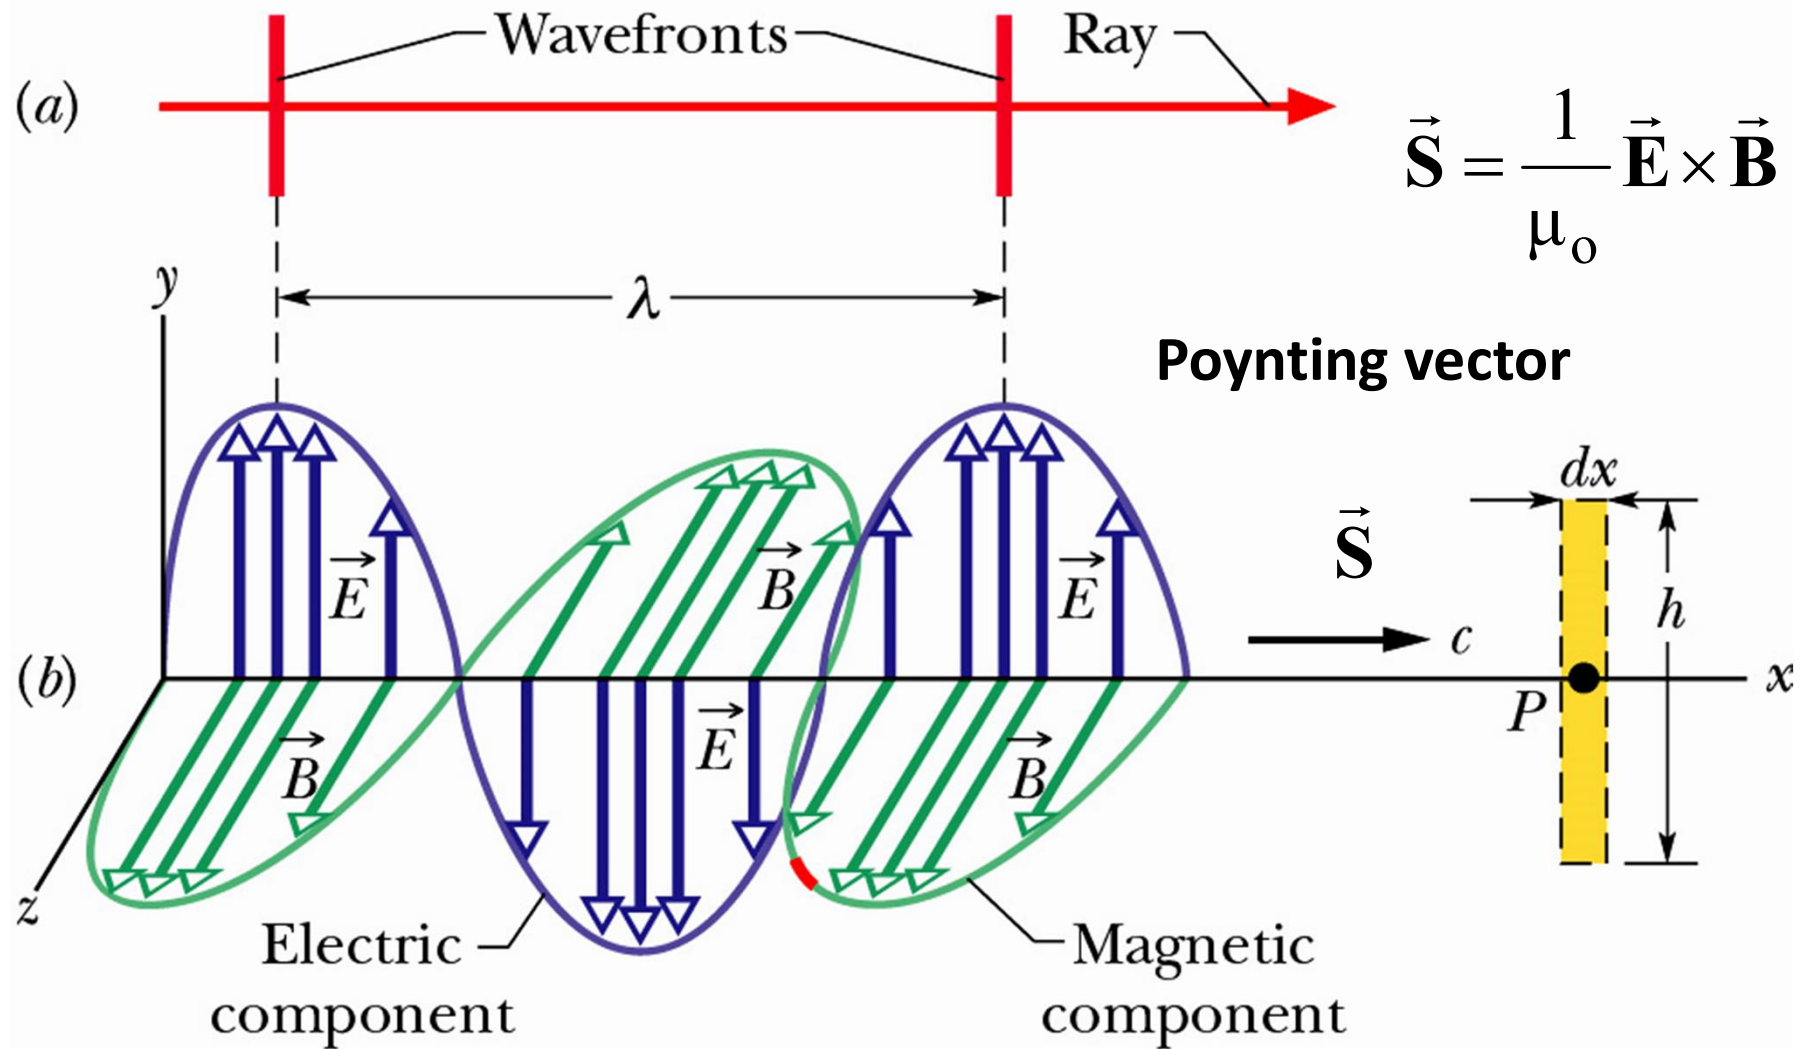 Wavefronts
Ray
(a)
S⃗ = 1/μo E⃗ × B⃗
y
λ
Poynting vector
dx
S⃗
E⃗
B⃗
E⃗
h
c
(b)
x
P
E⃗
B⃗
B⃗
z
Electric component
Magnetic component